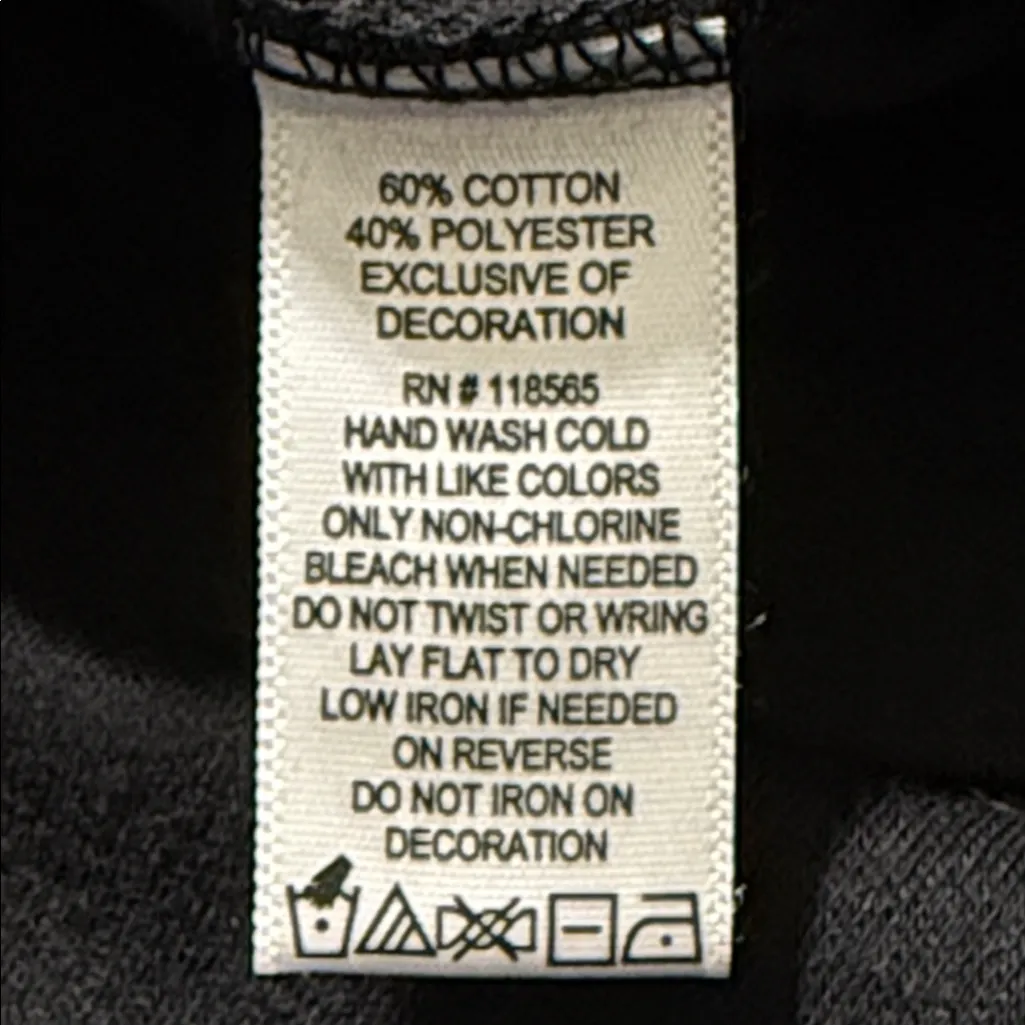 60% COTTON
40% POLYESTER
EXCLUSIVE OF
DECORATION
RN # 118565
HAND WASH COLD
WITH LIKE COLORS
ONLY NON-CHLORINE
BLEACH WHEN NEEDED
DO NOT TWIST OR WRING
LAY FLAT TO DRY
LOW IRON IF NEEDED
ON REVERSE
DO NOT IRON ON
DECORATION